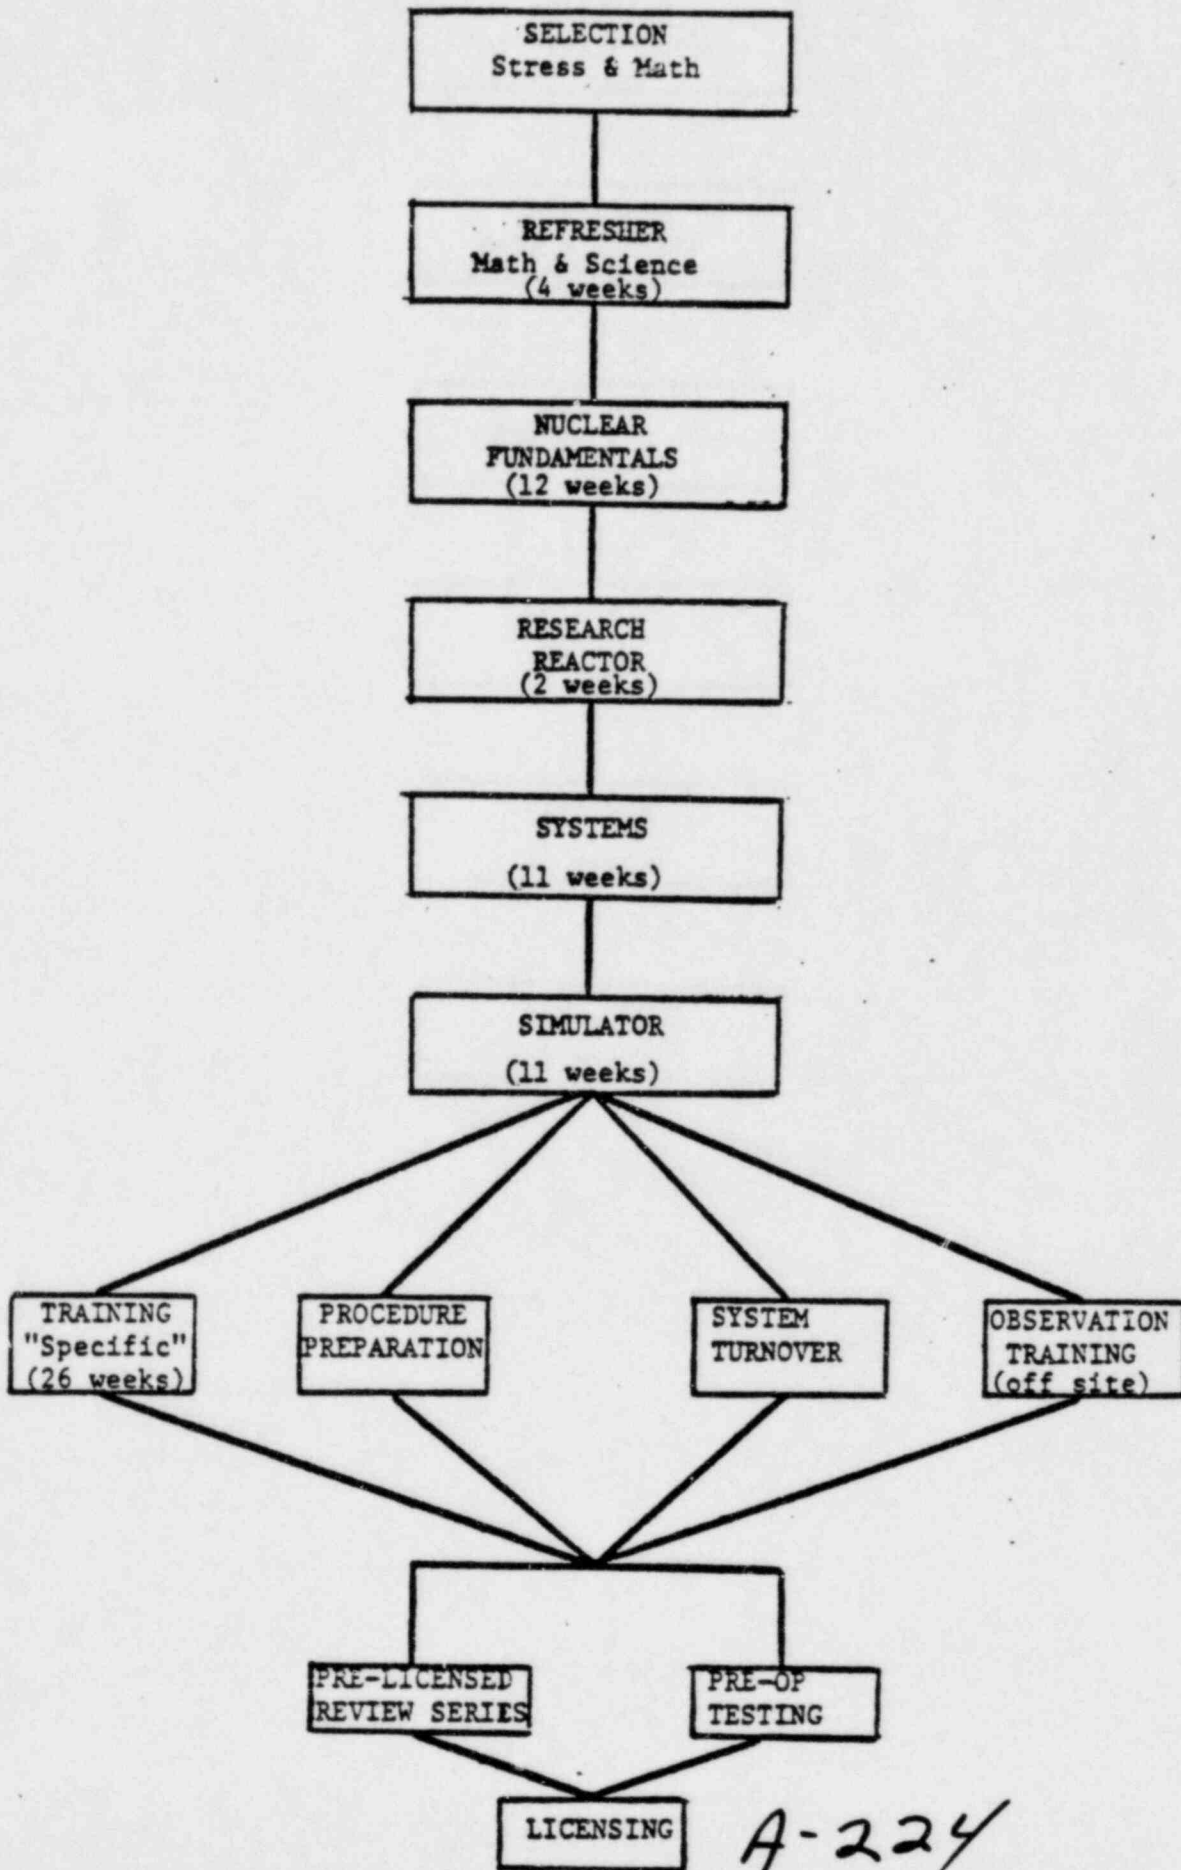 SELECTION
Stress & Math
REFRESHER
Math & Science
(4 weeks)
NUCLEAR
FUNDAMENTALS
(12 weeks)
RESEARCH
REACTOR
(2 weeks)
SYSTEMS
(11 weeks)
SIMULATOR
(11 weeks)
TRAINING
"Specific"
(26 weeks)
PROCEDURE
PREPARATION
SYSTEM
TURNOVER
OBSERVATION
TRAINING
(off site)
PRE-LICENSED
REVIEW SERIES
PRE-OP
TESTING
LICENSING
A-224